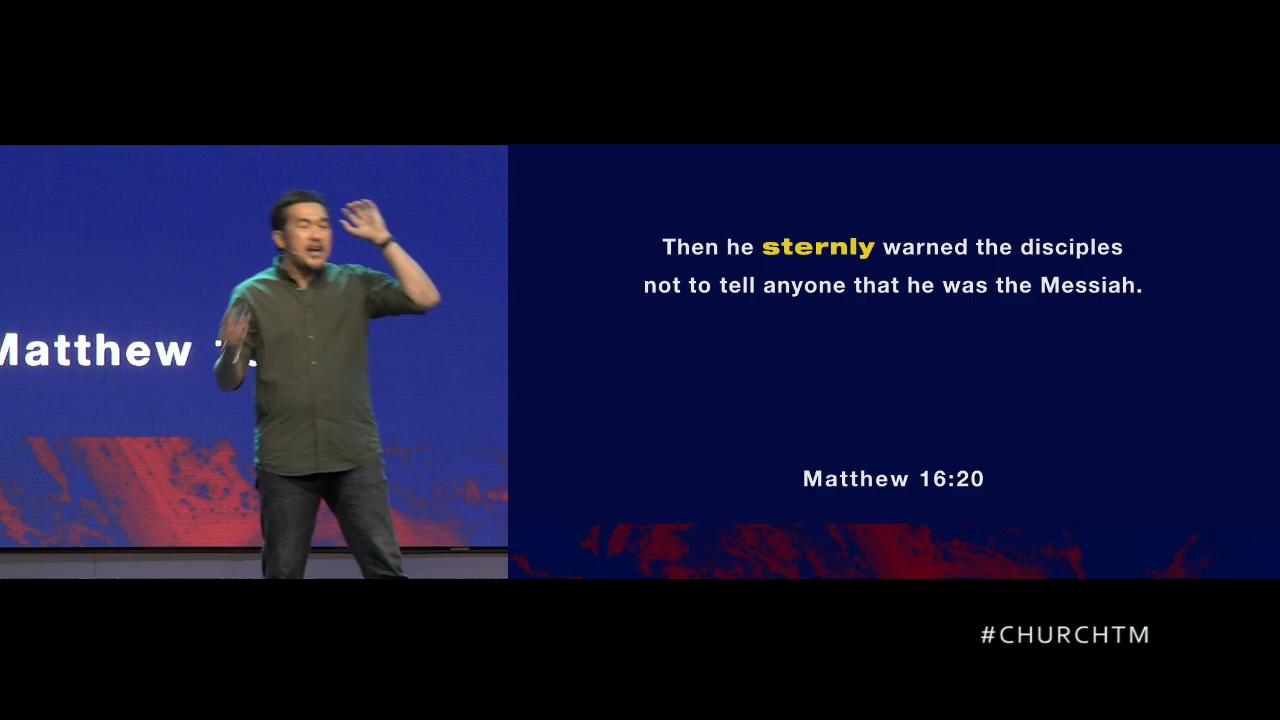 Matthew
Then he sternly warned the disciples
not to tell anyone that he was the Messiah.
Matthew 16:20
#CHURCHTM